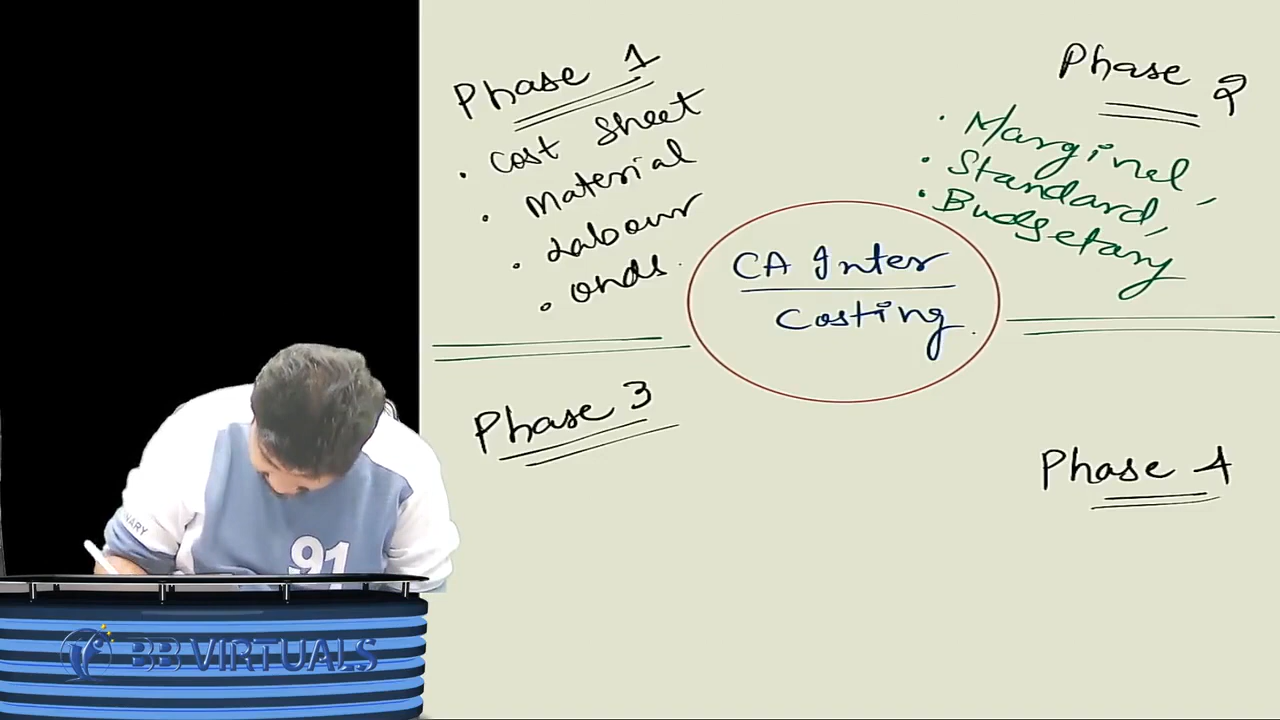 Phase 1
• Cost Sheet
• Material
• Labour
• OHDs.
Phase 2
• Marginal,
• Standard,
• Budgetary
CA Inter
Costing.
Phase 3
Phase 4
NARY
91
BB VIRTUALS